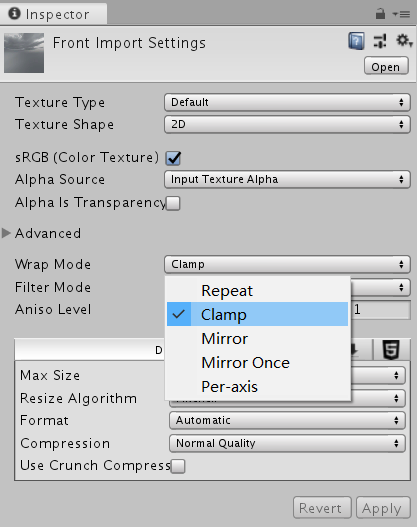 Inspector
Front Import Settings
Open
Texture Type Default
Texture Shape 2D
sRGB (Color Texture)
Alpha Source Input Texture Alpha
Alpha Is Transparency
Advanced
Wrap Mode Clamp
Filter Mode
Repeat
Clamp
Mirror
Mirror Once
Per-axis
Aniso Level 1
D
Max Size
Resize Algorithm
Format Automatic
Compression Normal Quality
Use Crunch Compress
Revert Apply